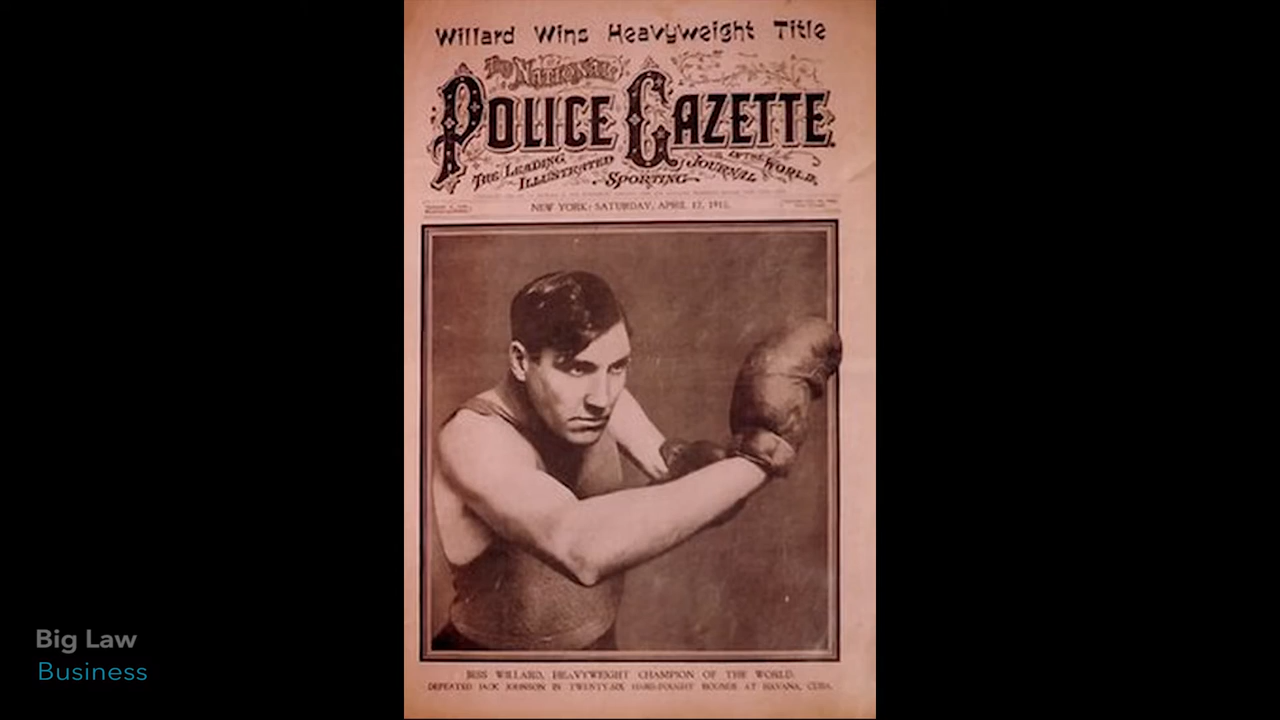 Willard Wins Heavyweight Title
THE NATIONAL
POLICE GAZETTE.
THE LEADING ILLUSTRATED SPORTING JOURNAL IN THE WORLD.
NEW YORK: SATURDAY, APRIL 17, 1915.
JESS WILLARD, HEAVYWEIGHT CHAMPION OF THE WORLD.
DEFEATED JACK JOHNSON IN TWENTY-SIX HARD-FOUGHT ROUNDS AT HAVANA, CUBA.
Big Law
Business